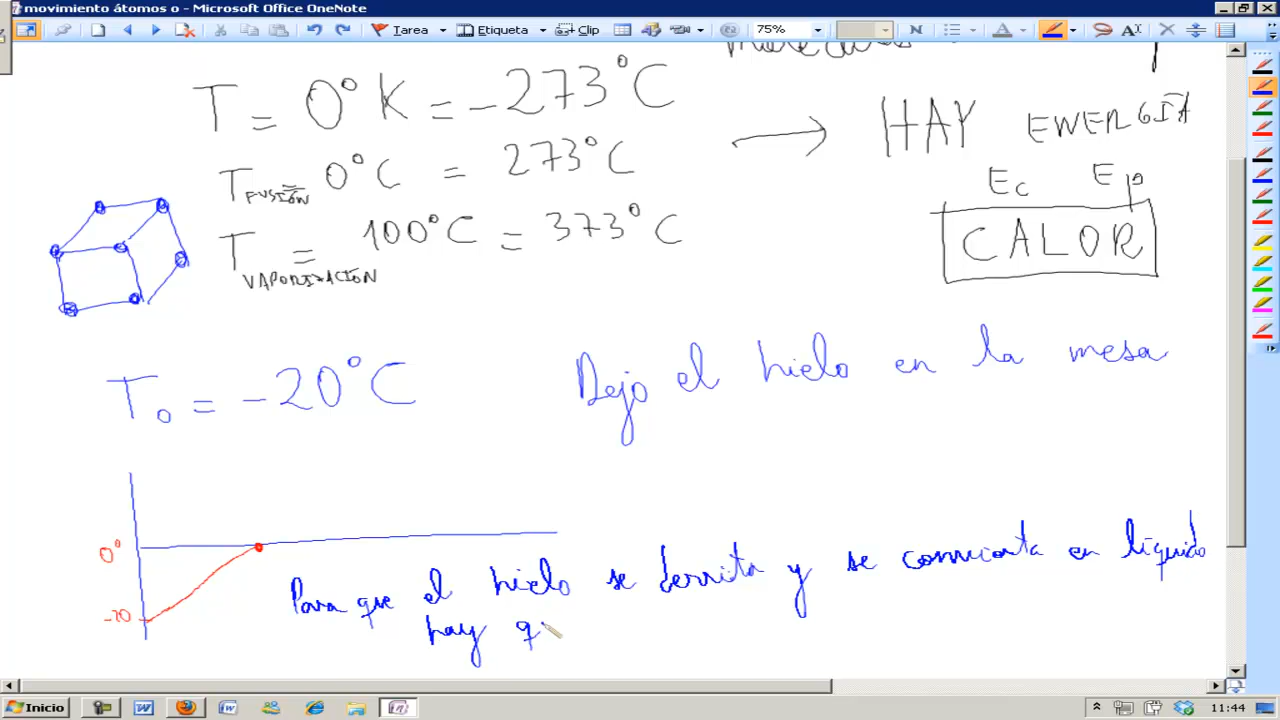 movimiento átomos o - Microsoft Office OneNote
Tarea Etiqueta Clip 75%
T = 0°K = -273°C
HAY ENERGÍA
T FUSIÓN = 0°C = 273°C
Ec Ep
T VAPORIZACIÓN = 100°C = 373°C
CALOR
To = -20°C
Dejo el hielo en la mesa
0°
-20
Para que el hielo se derrita y se convierta en líquido
hay q
Inicio 11:44